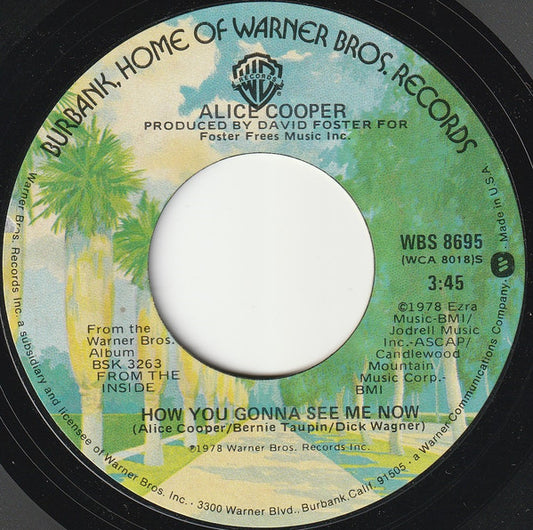 BURBANK, HOME OF WARNER BROS. RECORDS
WB
RECORDS
ALICE COOPER
PRODUCED BY DAVID FOSTER FOR
Foster Frees Music Inc.
WBS 8695
(WCA 8018)S
3:45
©1978 Ezra
Music-BMI/
Jodrell Music
Inc.-ASCAP/
Candlewood
Mountain
Music Corp.-
BMI
From the
Warner Bros.
Album
BSK 3263
FROM THE
INSIDE
HOW YOU GONNA SEE ME NOW
(Alice Cooper/Bernie Taupin/Dick Wagner)
℗1978 Warner Bros. Records Inc.
Warner Bros. Records Inc. a subsidiary and licensee of Warner Bros. Inc. · 3300 Warner Blvd., Burbank, Calif. 91505 · a Warner Communications Company · Made in U.S.A.